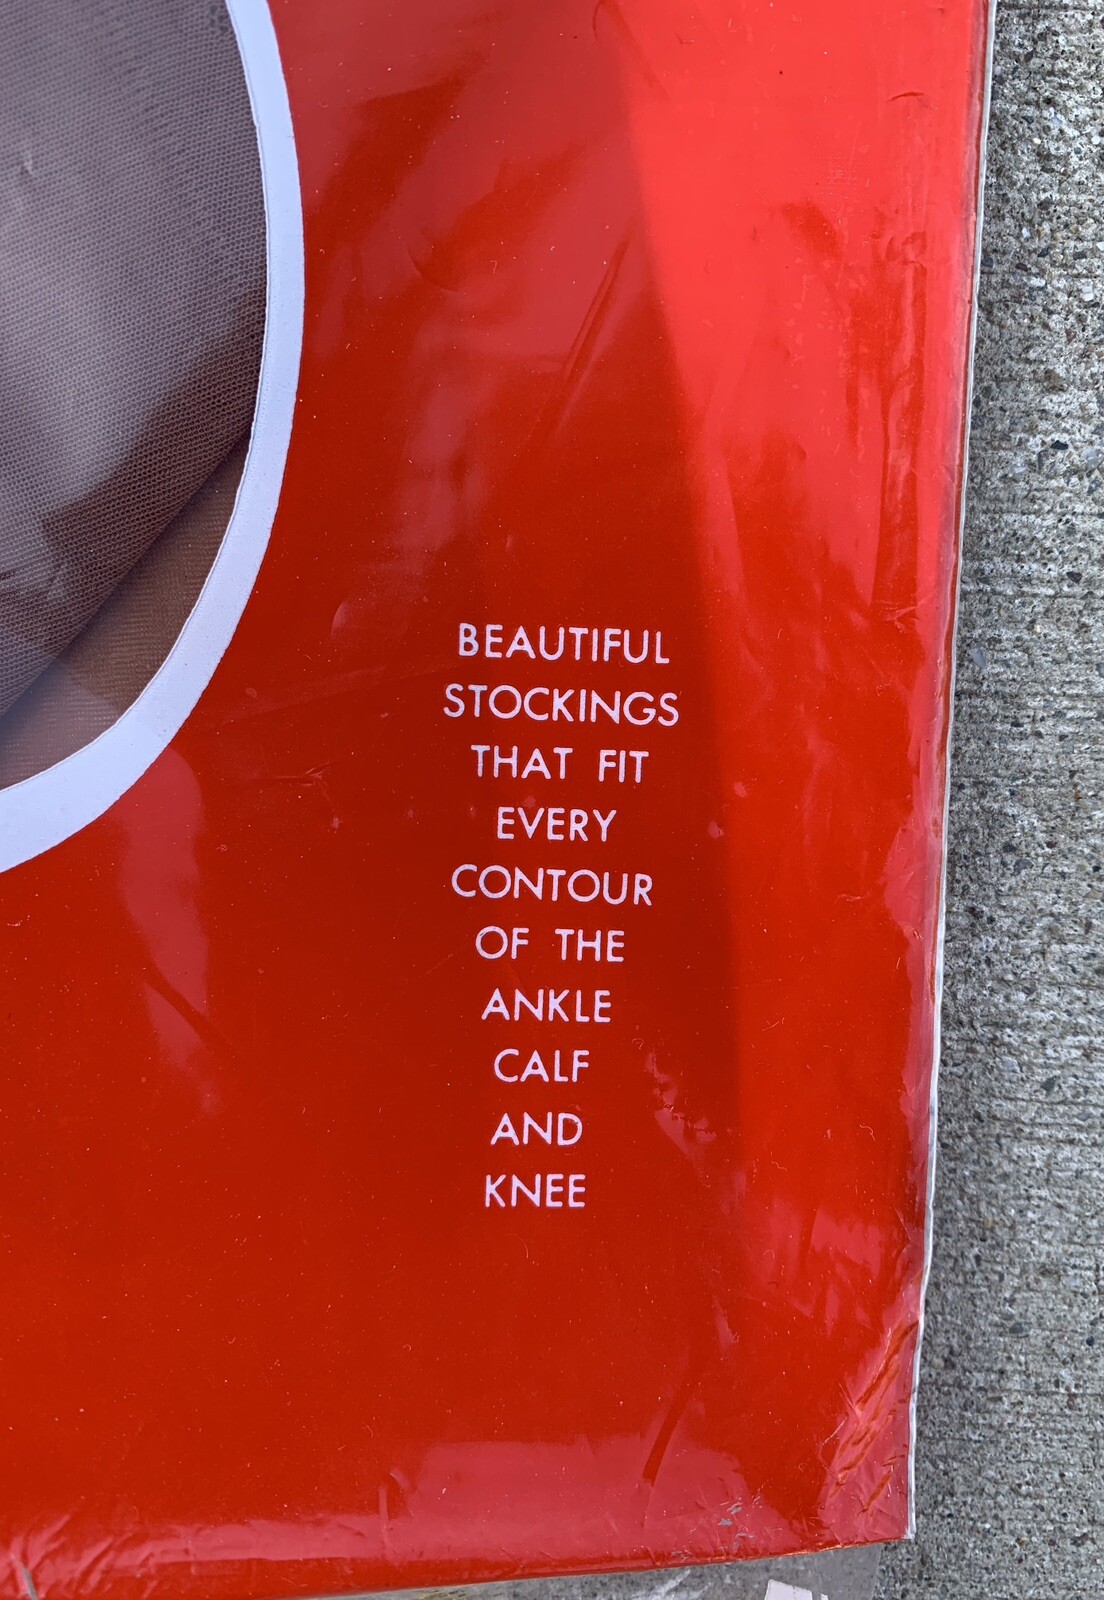 BEAUTIFUL
STOCKINGS
THAT FIT
EVERY
CONTOUR
OF THE
ANKLE
CALF
AND
KNEE